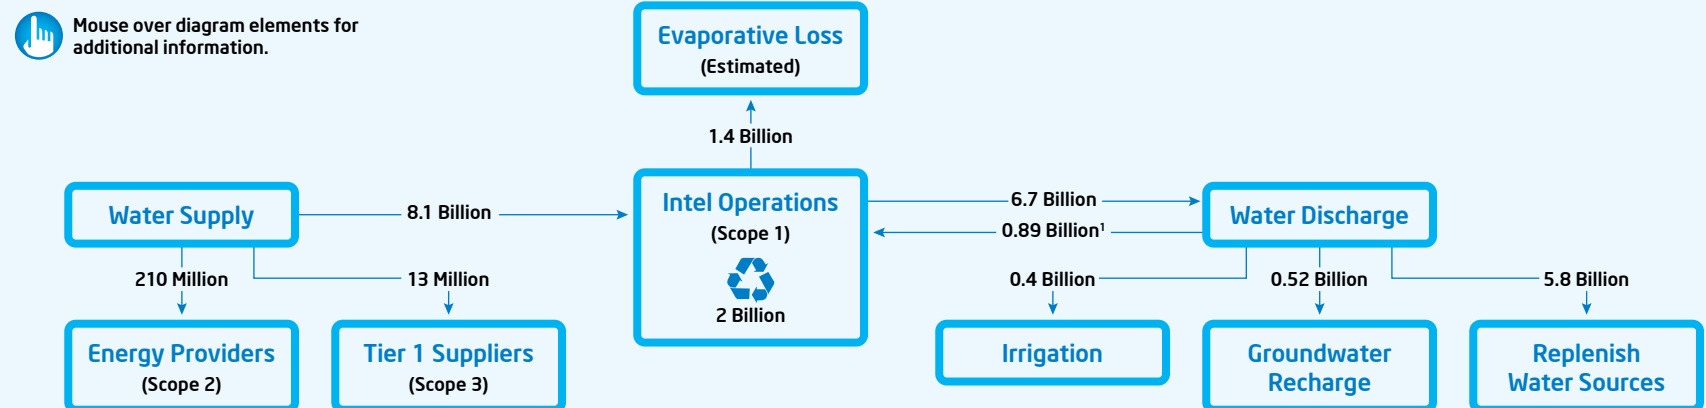 Mouse over diagram elements for
additional information.
Evaporative Loss
(Estimated)
1.4 Billion
Water Supply
8.1 Billion
Intel Operations
(Scope 1)
2 Billion
6.7 Billion
0.89 Billion¹
Water Discharge
210 Million
13 Million
0.4 Billion
0.52 Billion
5.8 Billion
Energy Providers
(Scope 2)
Tier 1 Suppliers
(Scope 3)
Irrigation
Groundwater
Recharge
Replenish
Water Sources